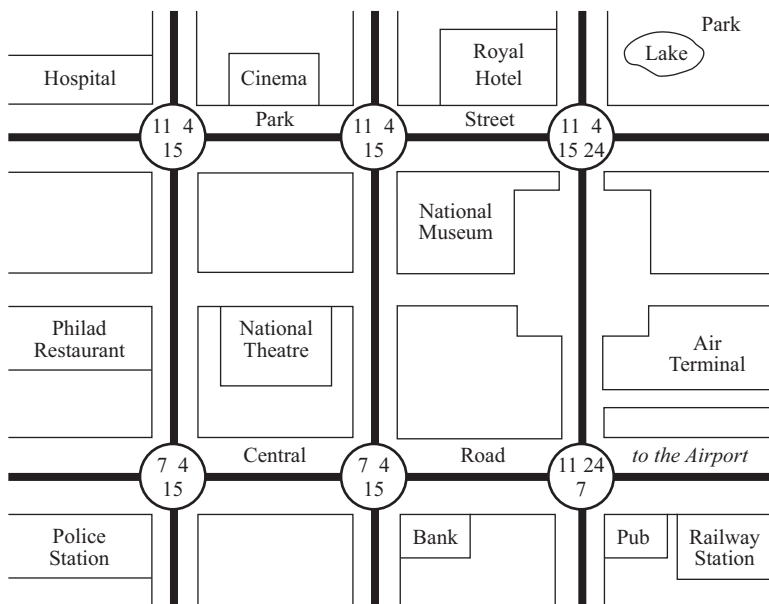 Park
Hospital
Cinema
Royal
Hotel
Lake
Park
Street
11 4
15
11 4
15
11 4
15 24
National
Museum
Philad
Restaurant
National
Theatre
Air
Terminal
Central
Road
to the Airport
7 4
15
7 4
15
11 24
7
Police
Station
Bank
Pub
Railway
Station